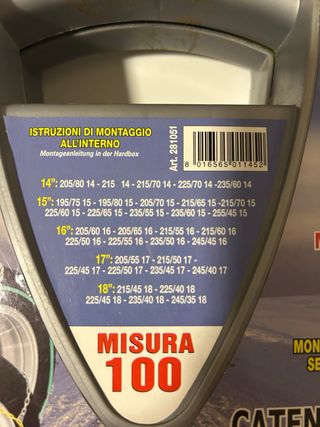 ISTRUZIONI DI MONTAGGIO
ALL'INTERNO
Montageanleitung in der Hardbox
Art. 281051
8 016565 011452
14": 205/80 14 - 215 14 - 215/70 14 - 225/70 14 -235/60 14
15": 195/75 15 - 195/80 15 - 205/70 15 - 215/65 15 -215/70 15
225/60 15 - 225/65 15 - 235/55 15 - 235/60 15 - 255/45 15
16": 205/60 16 - 205/65 16 - 215/55 16 - 215/60 16
225/50 16 - 225/55 16 - 235/50 16 - 245/45 16
17": 205/55 17 - 215/50 17 -
225/45 17 - 225/50 17 - 235/45 17 - 245/40 17
18": 215/45 18 - 225/40 18
225/45 18 - 235/40 18 - 245/35 18
MISURA
100
MON
SE
CATEN